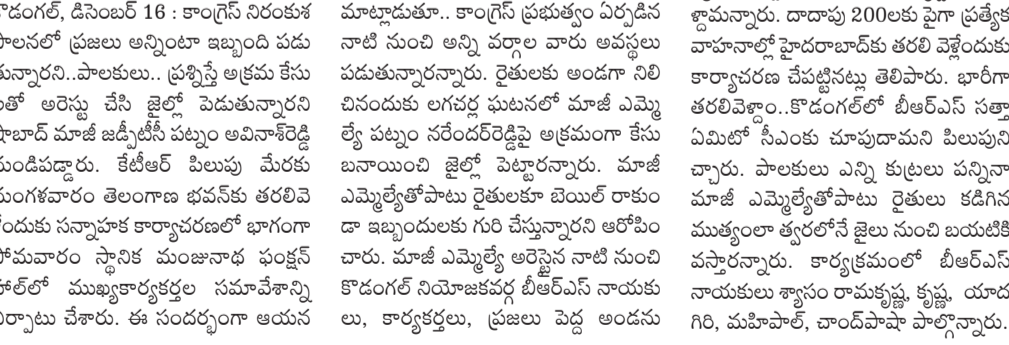 కొడంగల్, డిసెంబర్ 16 : కాంగ్రెస్ నిరంకుశ
పాలనలో ప్రజలు అన్నింటా ఇబ్బంది పడు
తున్నారని..పాలకులు.. ప్రశ్నిస్తే అక్రమ కేసు
లతో అరెస్టు చేసి జైల్లో పెడుతున్నారని
షాబాద్ మాజీ జడ్పీటీసీ పట్నం అవినాశ్‌రెడ్డి
మండిపడ్డారు. కేటీఆర్ పిలుపు మేరకు
మంగళవారం తెలంగాణ భవన్‌కు తరలివె
ళ్లేందుకు సన్నాహక కార్యాచరణలో భాగంగా
సోమవారం స్థానిక మంజునాథ ఫంక్షన్
హాల్‌లో ముఖ్యకార్యకర్తల సమావేశాన్ని
ఏర్పాటు చేశారు. ఈ సందర్భంగా ఆయన
మాట్లాడుతూ.. కాంగ్రెస్ ప్రభుత్వం ఏర్పడిన
నాటి నుంచి అన్ని వర్గాల వారు అవస్థలు
పడుతున్నారన్నారు. రైతులకు అండగా నిలి
చినందుకు లగచర్ల ఘటనలో మాజీ ఎమ్మె
ల్యే పట్నం నరేందర్‌రెడ్డిపై అక్రమంగా కేసు
బనాయించి జైల్లో పెట్టారన్నారు. మాజీ
ఎమ్మెల్యేతోపాటు రైతులకూ బెయిల్ రాకుం
డా ఇబ్బందులకు గురి చేస్తున్నారని ఆరోపిం
చారు. మాజీ ఎమ్మెల్యే అరెస్టైన నాటి నుంచి
కొడంగల్ నియోజకవర్గ బీఆర్ఎస్ నాయకు
లు, కార్యకర్తలు, ప్రజలు పెద్ద అండను
ళ్దామన్నారు. దాదాపు 200లకు పైగా ప్రత్యేక
వాహనాల్లో హైదరాబాద్‌కు తరలి వెళ్లేందుకు
కార్యాచరణ చేపట్టినట్లు తెలిపారు. భారీగా
తరలివెళ్దాం..కొడంగల్‌లో బీఆర్ఎస్ సత్తా
ఏమిటో సీఎంకు చూపుదామని పిలుపుని
చ్చారు. పాలకులు ఎన్ని కుట్రలు పన్నినా
మాజీ ఎమ్మెల్యేతోపాటు రైతులు కడిగిన
ముత్యంలా త్వరలోనే జైలు నుంచి బయటికి
వస్తారన్నారు. కార్యక్రమంలో బీఆర్ఎస్
నాయకులు శ్యాసం రామకృష్ణ, కృష్ణ, యాద
గిరి, మహిపాల్, చాంద్‌పాషా పాల్గొన్నారు.